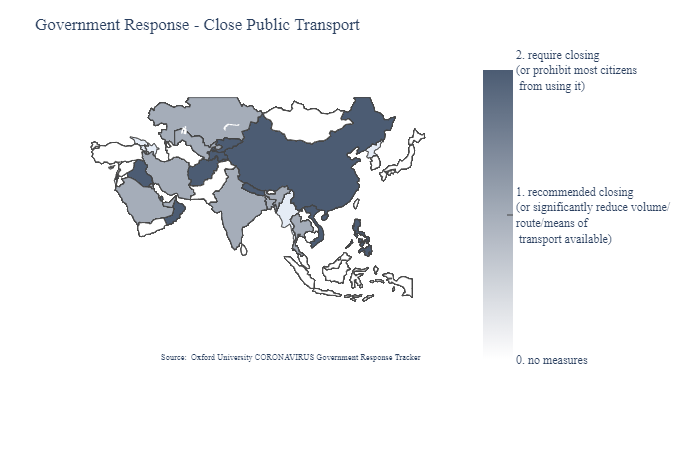 Government Response - Close Public Transport
2. require closing
(or prohibit most citizens
from using it)
1. recommended closing
(or significantly reduce volume/
route/means of
transport available)
0. no measures
Source: Oxford University CORONAVIRUS Government Response Tracker